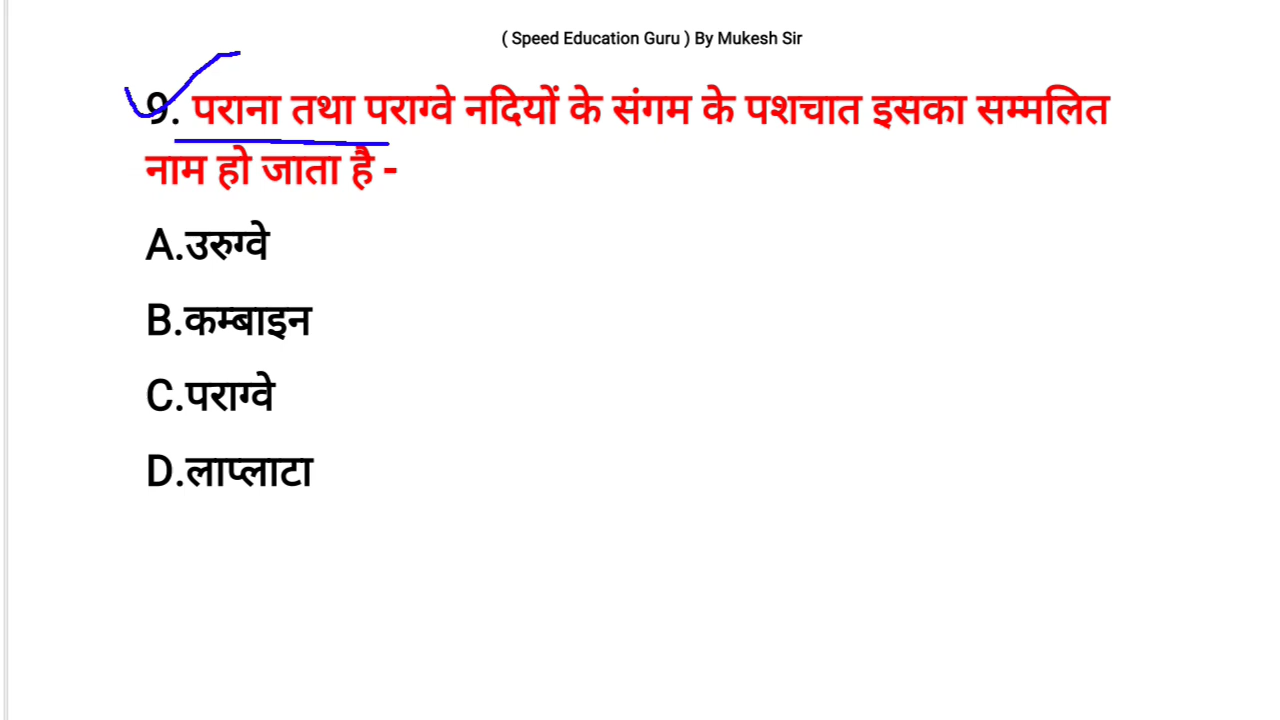 ( Speed Education Guru ) By Mukesh Sir
9. पराना तथा पराग्वे नदियों के संगम के पशचात इसका सम्मलित
नाम हो जाता है -
A.उरुग्वे
B.कम्बाइन
C.पराग्वे
D.लाप्लाटा